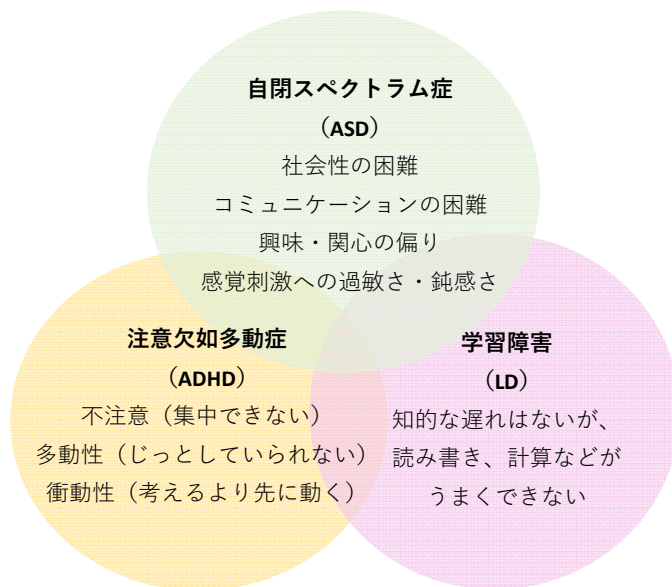 自閉スペクトラム症
（ASD）
社会性の困難
コミュニケーションの困難
興味・関心の偏り
感覚刺激への過敏さ・鈍感さ
注意欠如多動症
（ADHD）
不注意（集中できない）
多動性（じっとしていられない）
衝動性（考えるより先に動く）
学習障害
（LD）
知的な遅れはないが、
読み書き、計算などが
うまくできない